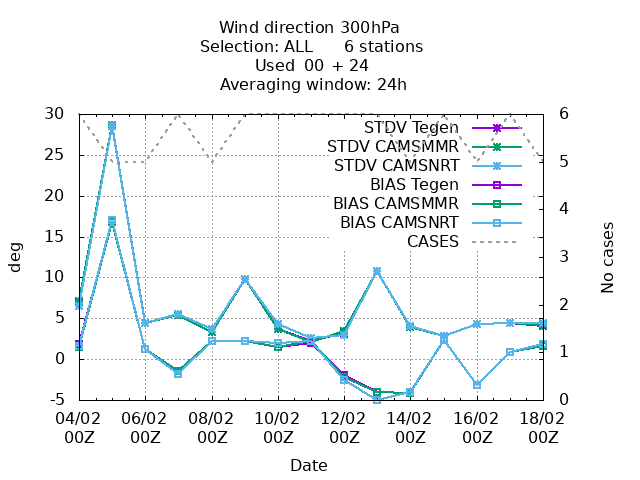 Wind direction 300hPa
Selection: ALL 6 stations
Used 00 + 24
Averaging window: 24h
30
25
20
15
10
5
0
-5
deg
6
5
4
3
2
1
0
No cases
STDV Tegen
STDV CAMSMMR
STDV CAMSNRT
BIAS Tegen
BIAS CAMSMMR
BIAS CAMSNRT
CASES
04/02 06/02 08/02 10/02 12/02 14/02 16/02 18/02
00Z 00Z 00Z 00Z 00Z 00Z 00Z 00Z
Date